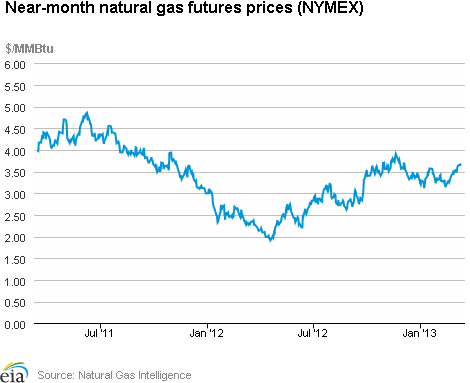 Near-month natural gas futures prices (NYMEX)
$/MMBtu
6.00
5.50
5.00
4.50
4.00
3.50
3.00
2.50
2.00
1.50
1.00
0.50
0.00
Jul '11
Jan '12
Jul '12
Jan '13
eia
Source: Natural Gas Intelligence